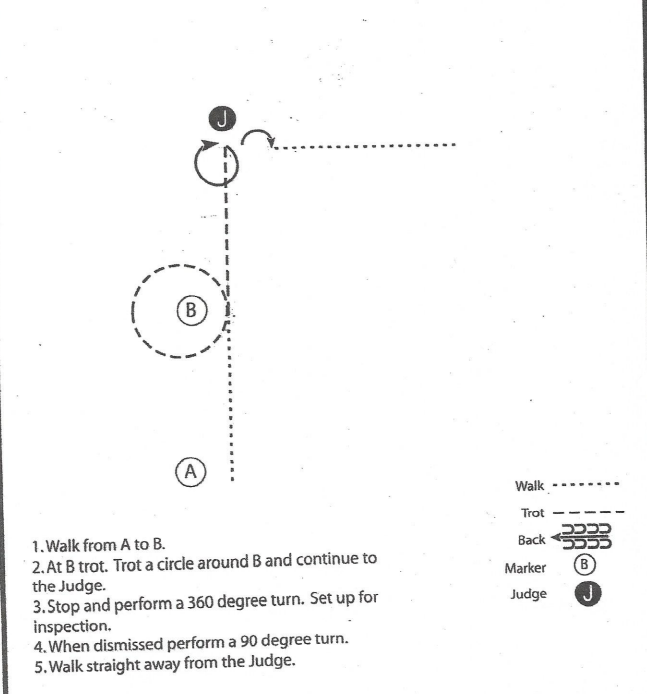 J
B
A
Walk
Trot
Back
Marker B
Judge J
1.Walk from A to B.
2.At B trot. Trot a circle around B and continue to
the Judge.
3.Stop and perform a 360 degree turn. Set up for
inspection.
4.When dismissed perform a 90 degree turn.
5.Walk straight away from the Judge.